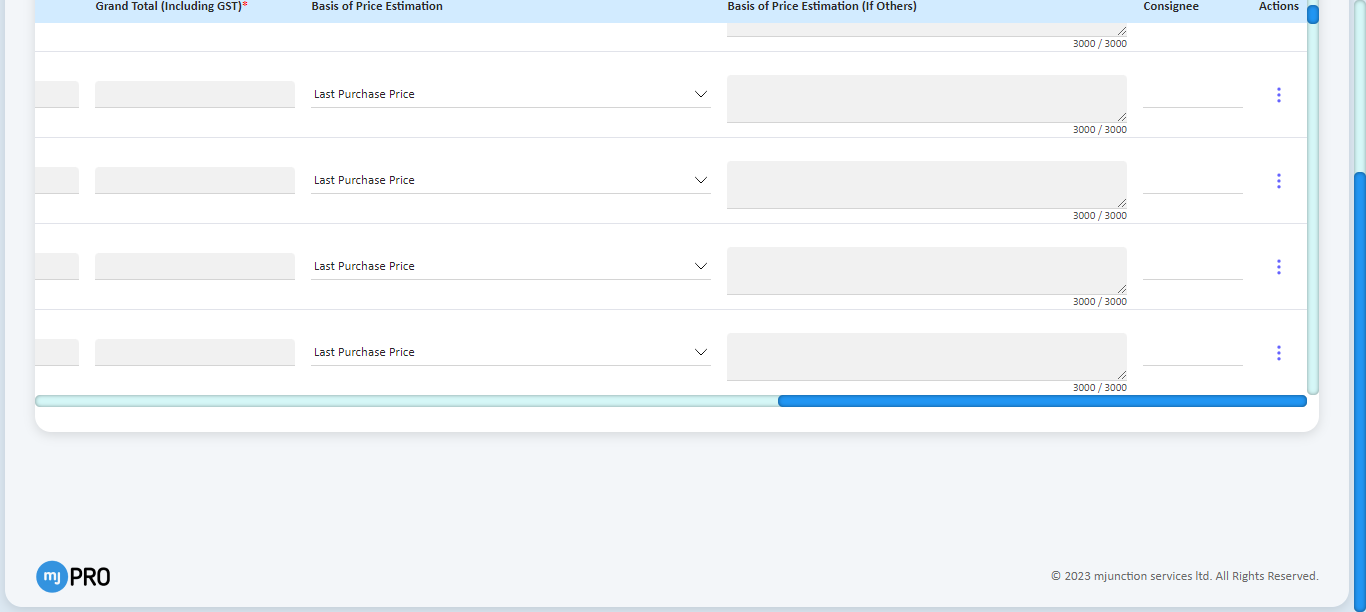 Grand Total (Including GST)* Basis of Price Estimation Basis of Price Estimation (If Others) Consignee Actions
3000 / 3000
Last Purchase Price
3000 / 3000
Last Purchase Price
3000 / 3000
Last Purchase Price
3000 / 3000
Last Purchase Price
3000 / 3000
mj PRO © 2023 mjunction services ltd. All Rights Reserved.